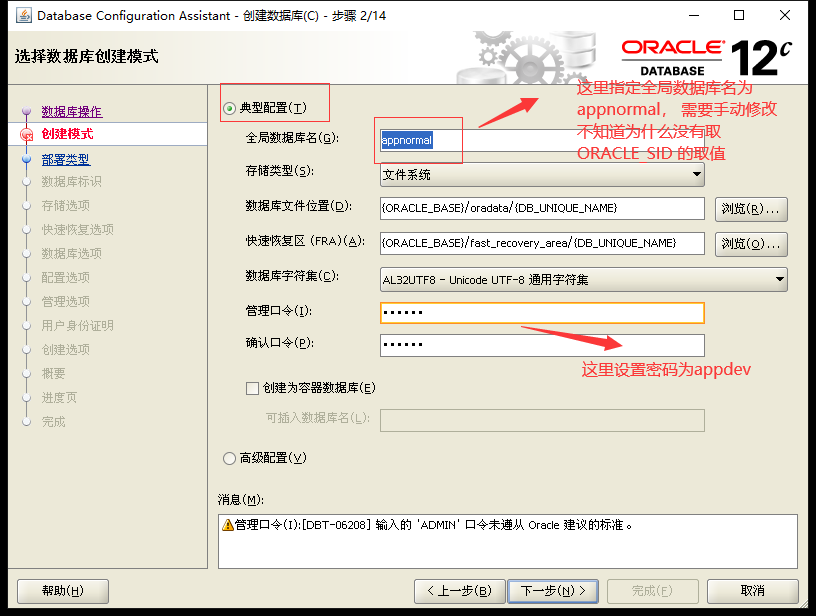 Database Configuration Assistant - 创建数据库(C) - 步骤 2/14
选择数据库创建模式
ORACLE®
DATABASE
12c
数据库操作
创建模式
部署类型
数据库标识
存储选项
快速恢复选项
数据库选项
配置选项
管理选项
用户身份证明
创建选项
概要
进度页
完成
典型配置(T)
这里指定全局数据库名为
appnormal， 需要手动修改
不知道为什么没有取
ORACLE_SID 的取值
全局数据库名(G):
appnormal
存储类型(S):
文件系统
数据库文件位置(D):
{ORACLE_BASE}/oradata/{DB_UNIQUE_NAME}
浏览(R)...
快速恢复区 (FRA)(A):
{ORACLE_BASE}/fast_recovery_area/{DB_UNIQUE_NAME}
浏览(O)...
数据库字符集(C):
AL32UTF8 - Unicode UTF-8 通用字符集
管理口令(I):
••••••
确认口令(P):
••••••
这里设置密码为appdev
创建为容器数据库(E)
可插入数据库名(L):
高级配置(V)
消息(M):
管理口令(I):[DBT-06208] 输入的 'ADMIN' 口令未遵从 Oracle 建议的标准。
帮助(H)
< 上一步(B)
下一步(N) >
完成(F)
取消